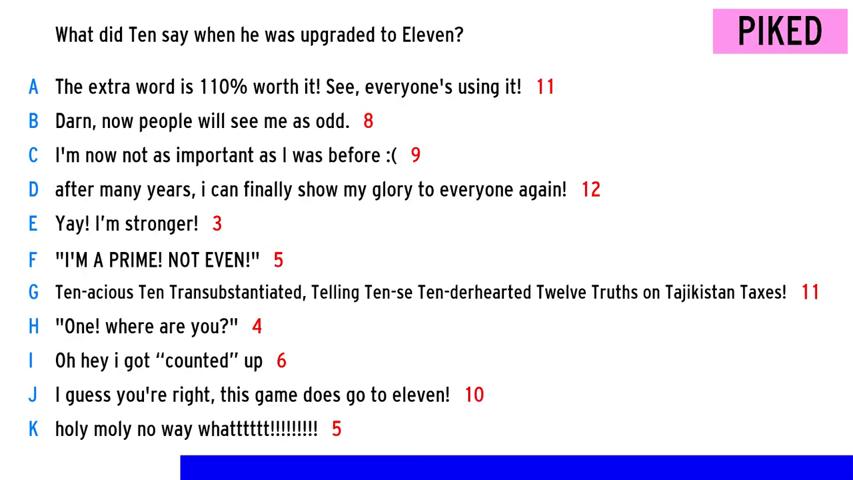 What did Ten say when he was upgraded to Eleven?
PIKED
A The extra word is 110% worth it! See, everyone's using it! 11
B Darn, now people will see me as odd. 8
C I'm now not as important as I was before :( 9
D after many years, i can finally show my glory to everyone again! 12
E Yay! I’m stronger! 3
F "I'M A PRIME! NOT EVEN!" 5
G Ten-acious Ten Transubstantiated, Telling Ten-se Ten-derhearted Twelve Truths on Tajikistan Taxes! 11
H "One! where are you?" 4
I Oh hey i got “counted” up 6
J I guess you're right, this game does go to eleven! 10
K holy moly no way whatttttt!!!!!!!!! 5